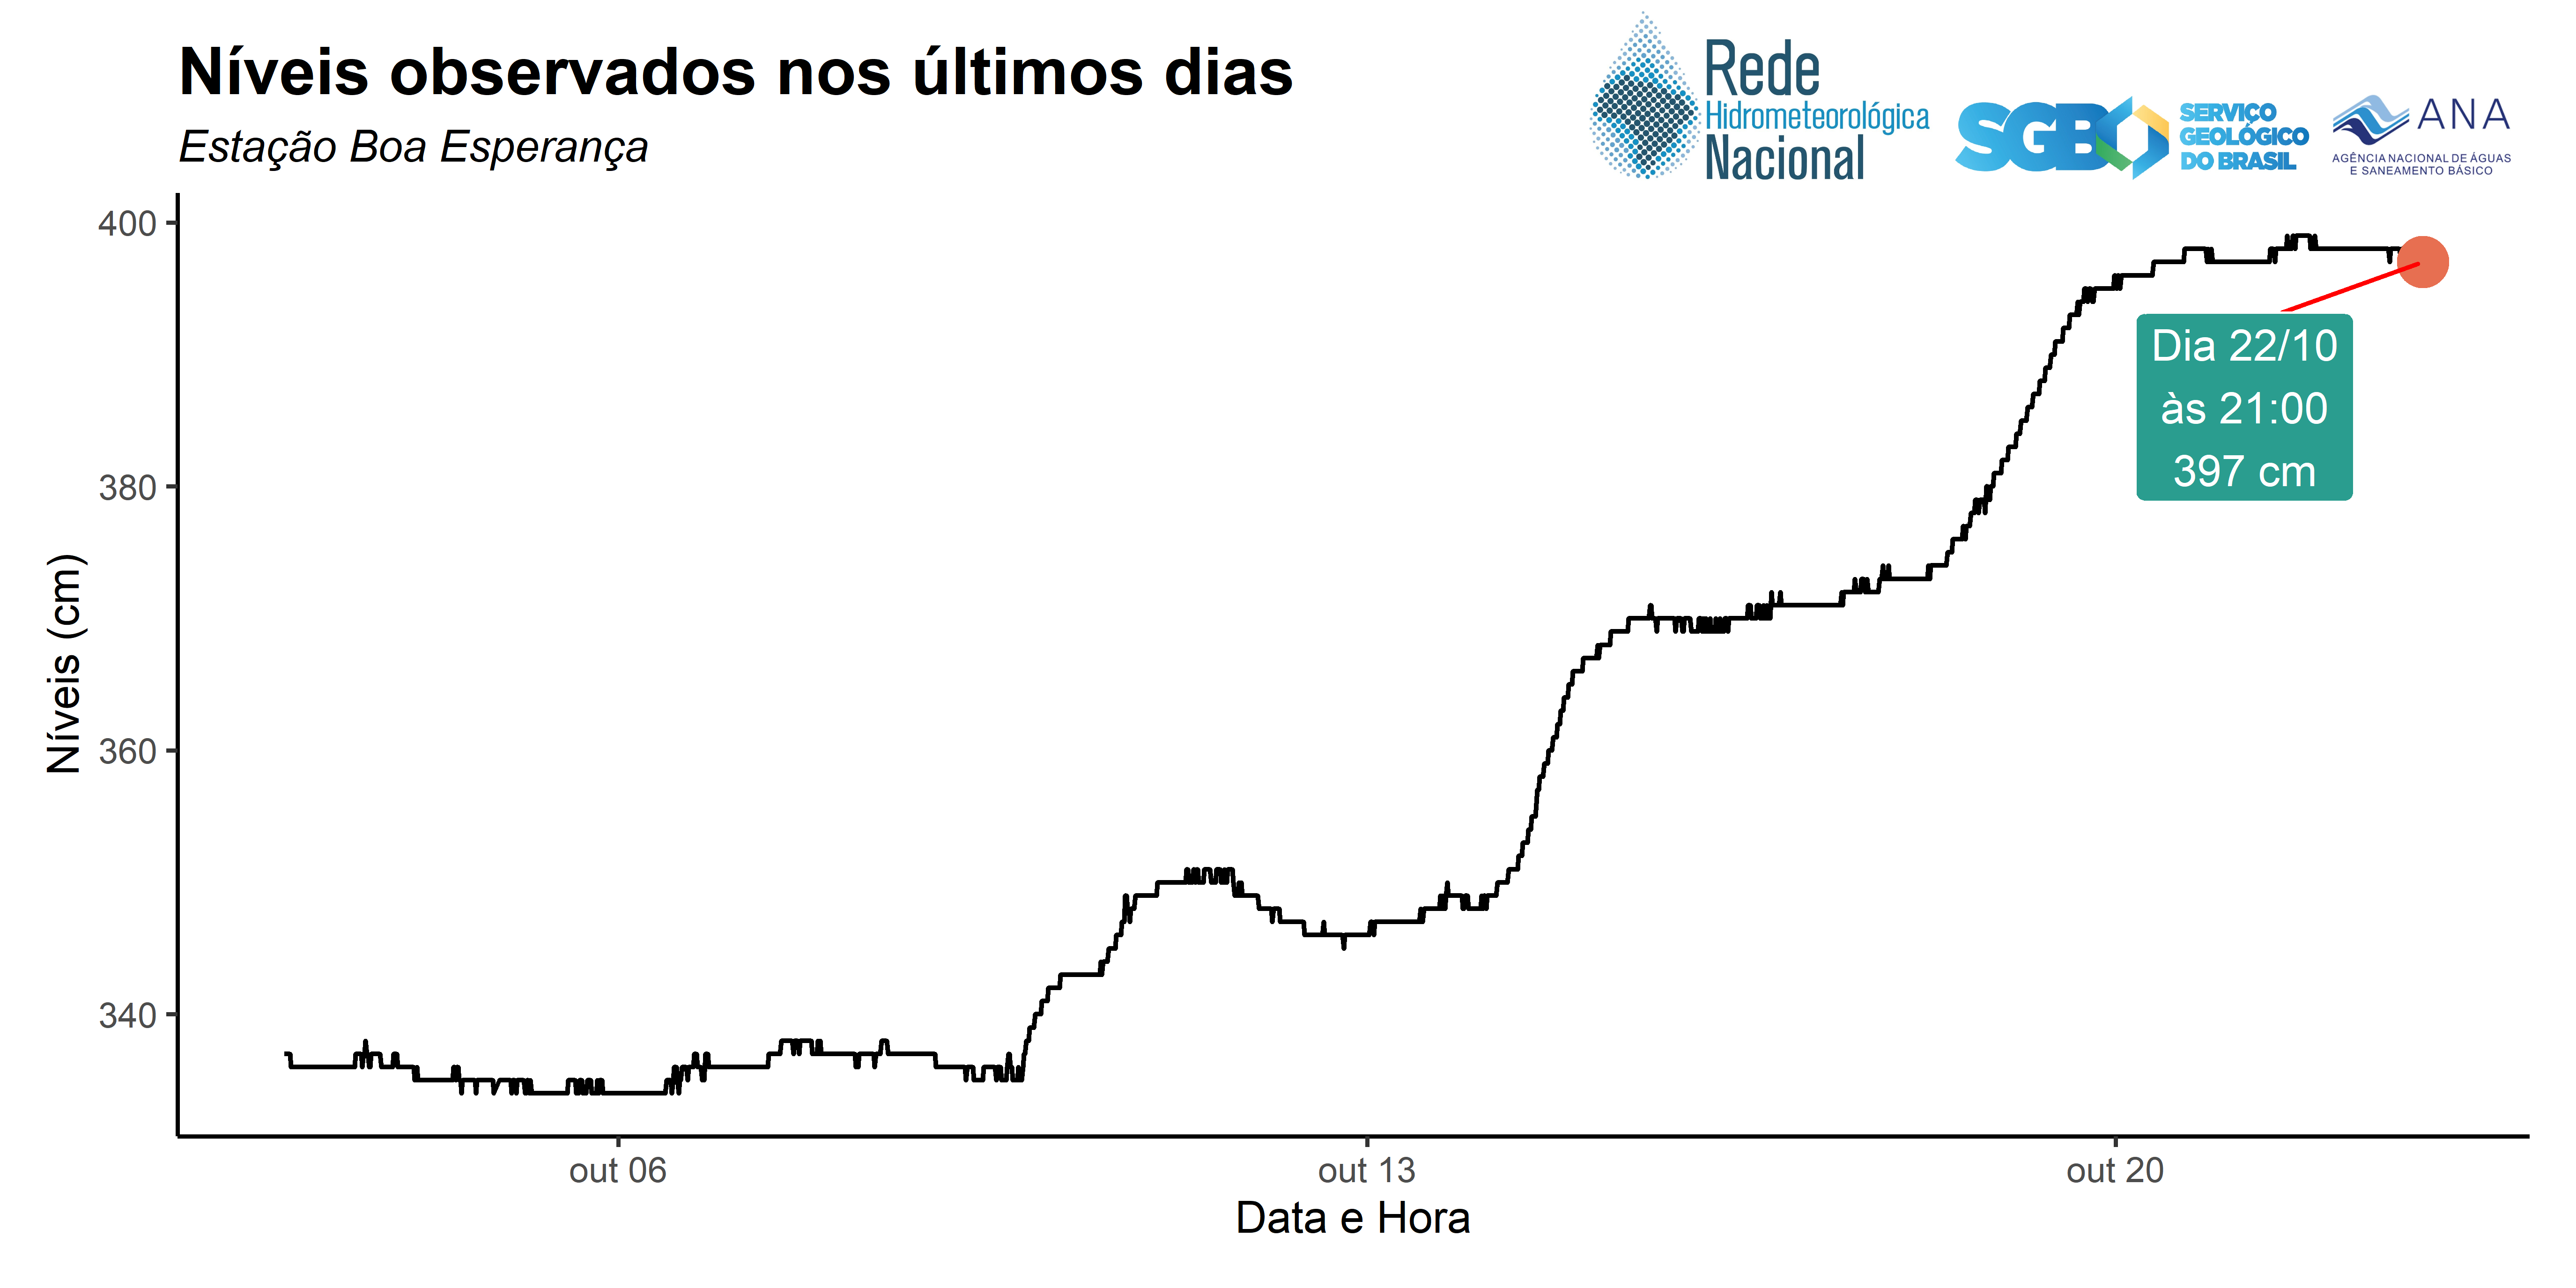 Níveis observados nos últimos dias
Estação Boa Esperança
Rede
Hidrometeorológica
Nacional
SGB
SERVIÇO
GEOLÓGICO
DO BRASIL
ANA
AGÊNCIA NACIONAL DE ÁGUAS
E SANEAMENTO BÁSICO
400
380
360
340
Níveis (cm)
Dia 22/10
às 21:00
397 cm
out 06
out 13
out 20
Data e Hora